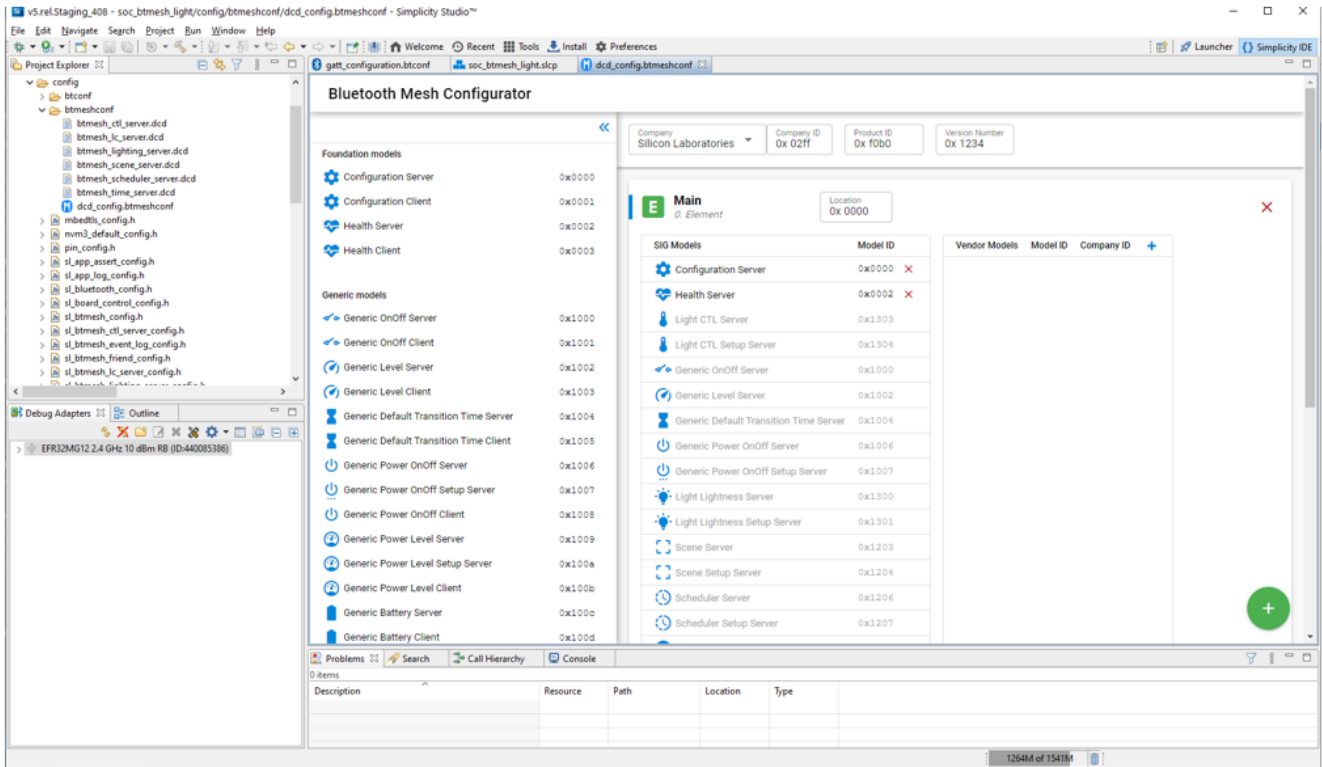 v5.rel.Staging_408 - soc_btmesh_light/config/btmeshconf/dcd_config.btmeshconf - Simplicity Studio™
File Edit Navigate Search Project Run Window Help
Welcome Recent Tools Install Preferences
Launcher {} Simplicity IDE
Project Explorer
config
btconf
btmeshconf
btmesh_ctl_server.dcd
btmesh_lc_server.dcd
btmesh_lighting_server.dcd
btmesh_scene_server.dcd
btmesh_scheduler_server.dcd
btmesh_time_server.dcd
dcd_config.btmeshconf
mbedtls_config.h
nvm3_default_config.h
pin_config.h
sl_app_assert_config.h
sl_app_log_config.h
sl_bluetooth_config.h
sl_board_control_config.h
sl_btmesh_config.h
sl_btmesh_ctl_server_config.h
sl_btmesh_event_log_config.h
sl_btmesh_friend_config.h
sl_btmesh_lc_server_config.h
Debug Adapters Outline
EFR32MG12 2.4 GHz 10 dBm RB (ID:440085386)
gatt_configuration.btconf soc_btmesh_light.slcp dcd_config.btmeshconf
Bluetooth Mesh Configurator
Foundation models
Configuration Server 0x0000
Configuration Client 0x0001
Health Server 0x0002
Health Client 0x0003
Generic models
Generic OnOff Server 0x1000
Generic OnOff Client 0x1001
Generic Level Server 0x1002
Generic Level Client 0x1003
Generic Default Transition Time Server 0x1004
Generic Default Transition Time Client 0x1005
Generic Power OnOff Server 0x1006
Generic Power OnOff Setup Server 0x1007
Generic Power OnOff Client 0x1008
Generic Power Level Server 0x1009
Generic Power Level Setup Server 0x100a
Generic Power Level Client 0x100b
Generic Battery Server 0x100c
Generic Battery Client 0x100d
Company Company ID Product ID Version Number
Silicon Laboratories 0x 02ff 0x f0b0 0x 1234
E Main
0. Element
Location
0x 0000
SIG Models Model ID
Configuration Server 0x0000
Health Server 0x0002
Light CTL Server 0x1303
Light CTL Setup Server 0x1304
Generic OnOff Server 0x1000
Generic Level Server 0x1002
Generic Default Transition Time Server 0x1004
Generic Power OnOff Server 0x1006
Generic Power OnOff Setup Server 0x1007
Light Lightness Server 0x1300
Light Lightness Setup Server 0x1301
Scene Server 0x1203
Scene Setup Server 0x1204
Scheduler Server 0x1206
Scheduler Setup Server 0x1207
Vendor Models Model ID Company ID +
Problems Search Call Hierarchy Console
0 items
Description Resource Path Location Type
1264M of 1541M